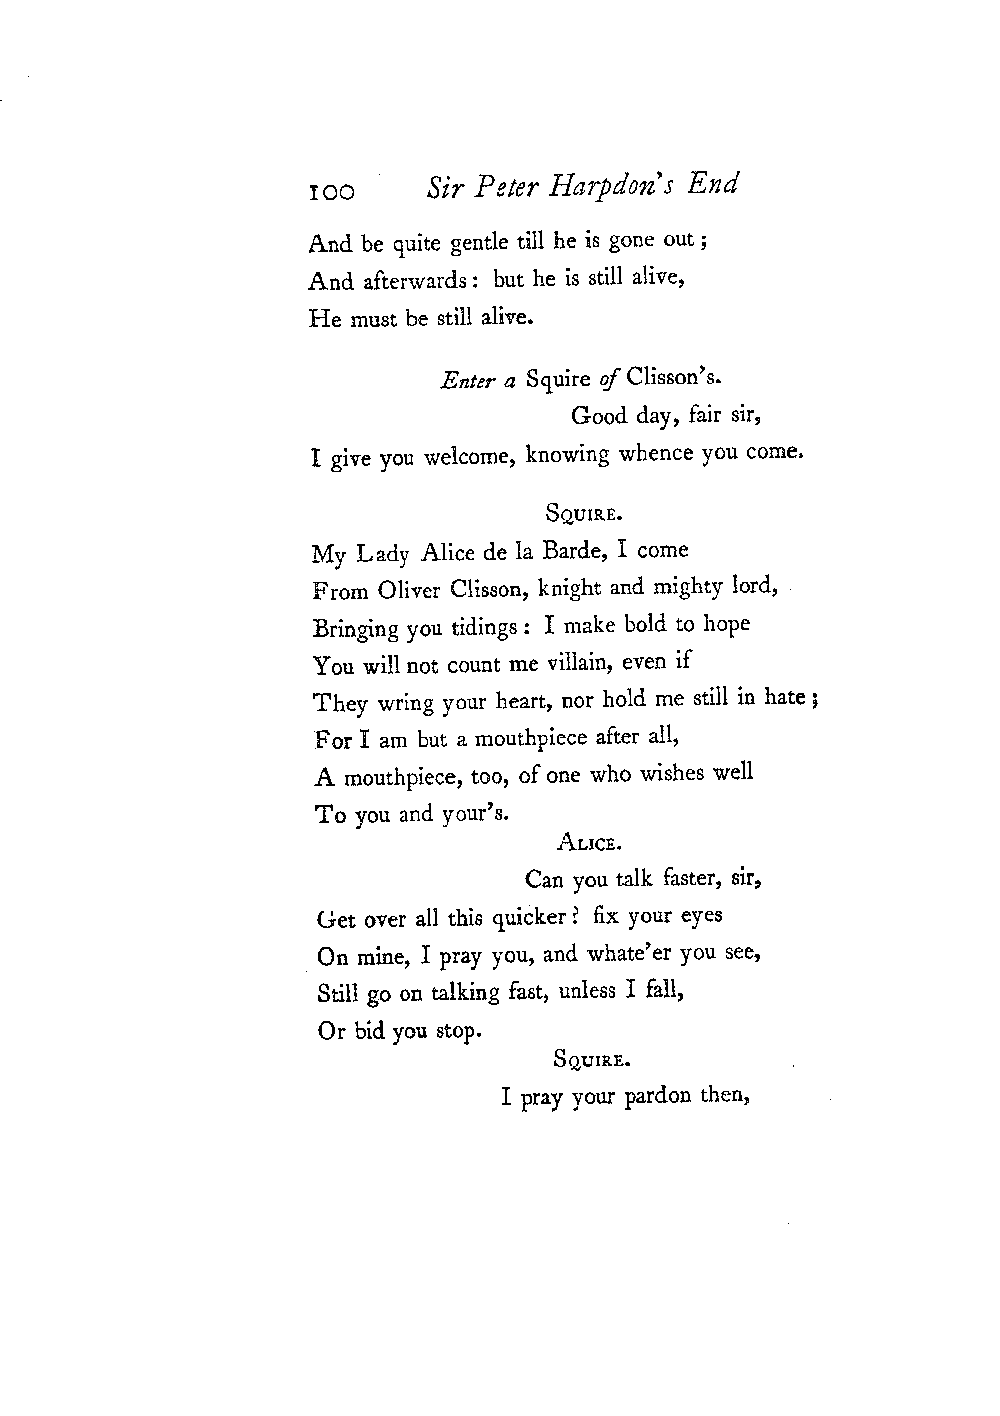 100 Sir Peter Harpdon's End
And be quite gentle till he is gone out;
And afterwards: but he is still alive,
He must be still alive.
Enter a Squire of Clisson's.
Good day, fair sir,
I give you welcome, knowing whence you come.
SQUIRE.
My Lady Alice de la Barde, I come
From Oliver Clisson, knight and mighty lord,
Bringing you tidings: I make bold to hope
You will not count me villain, even if
They wring your heart, nor hold me still in hate;
For I am but a mouthpiece after all,
A mouthpiece, too, of one who wishes well
To you and your's.
ALICE.
Can you talk faster, sir,
Get over all this quicker? fix your eyes
On mine, I pray you, and whate'er you see,
Still go on talking fast, unless I fall,
Or bid you stop.
SQUIRE.
I pray your pardon then,